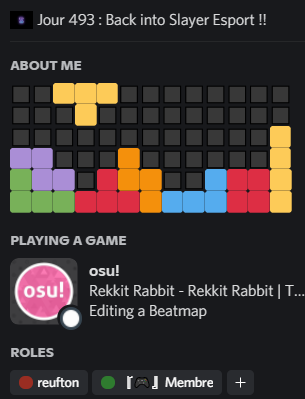 Jour 493 : Back into Slayer Esport !!
ABOUT ME
PLAYING A GAME
osu!
osu!
Rekkit Rabbit - Rekkit Rabbit | T...
Editing a Beatmap
ROLES
reufton
〚🎮〛Membre
+